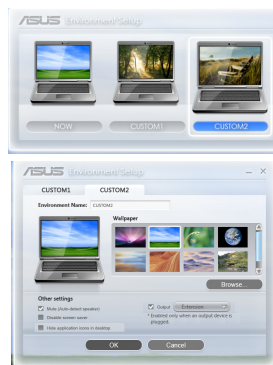 ASUS Environment Setup
NOW
CUSTOM1
CUSTOM2
ASUS Environment Setup
CUSTOM1
CUSTOM2
Environment Name:
CUSTOM2
Wallpaper
Browse...
Other settings
Mute (Auto detect speaker)
Disable screen saver
Hide application icons in desktop
Output
Extension
* Enabled only when an output device is
plugged.
OK
Cancel